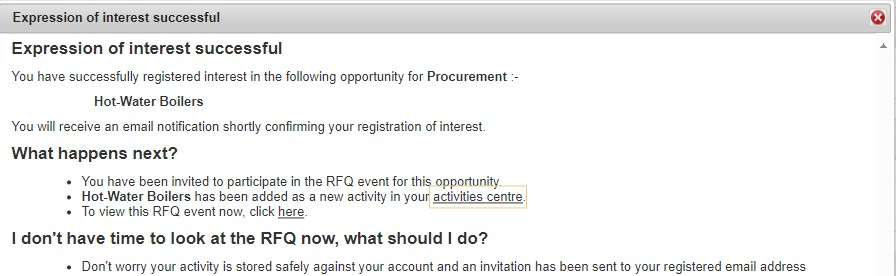 Expression of interest successful
Expression of interest successful
You have successfully registered interest in the following opportunity for Procurement :-
Hot-Water Boilers
You will receive an email notification shortly confirming your registration of interest.
What happens next?
• You have been invited to participate in the RFQ event for this opportunity.
• Hot-Water Boilers has been added as a new activity in your activities centre.
• To view this RFQ event now, click here.
I don't have time to look at the RFQ now, what should I do?
• Don't worry your activity is stored safely against your account and an invitation has been sent to your registered email address